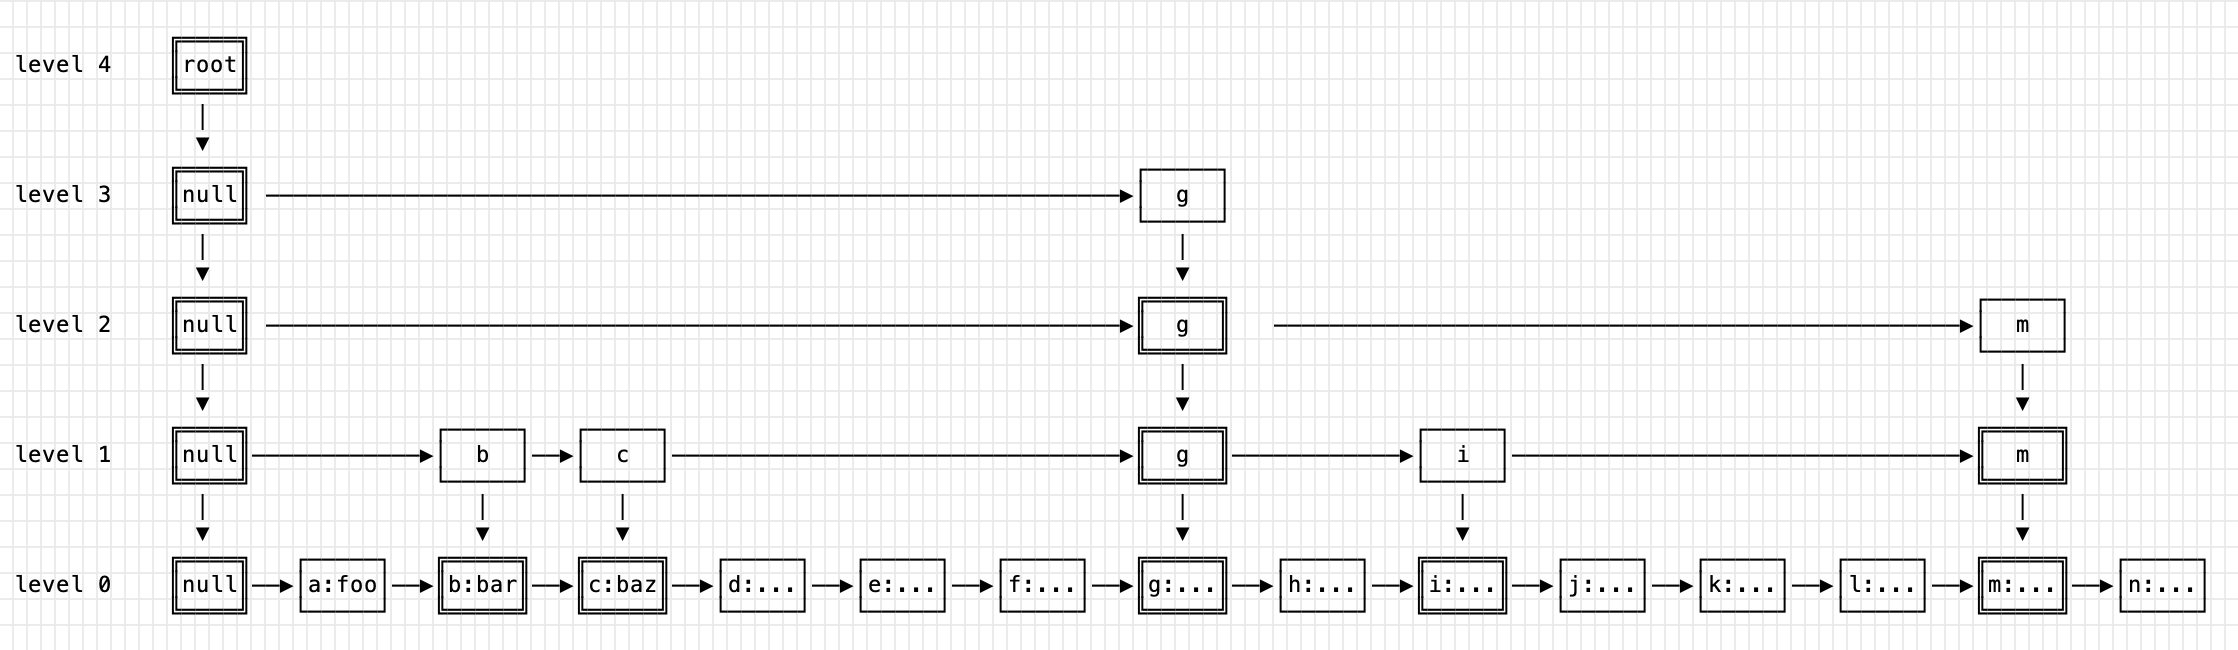 level 4 root
level 3 null g
level 2 null g m
level 1 null b c g i m
level 0 null a:foo b:bar c:baz d:... e:... f:... g:... h:... i:... j:... k:... l:... m:... n:...